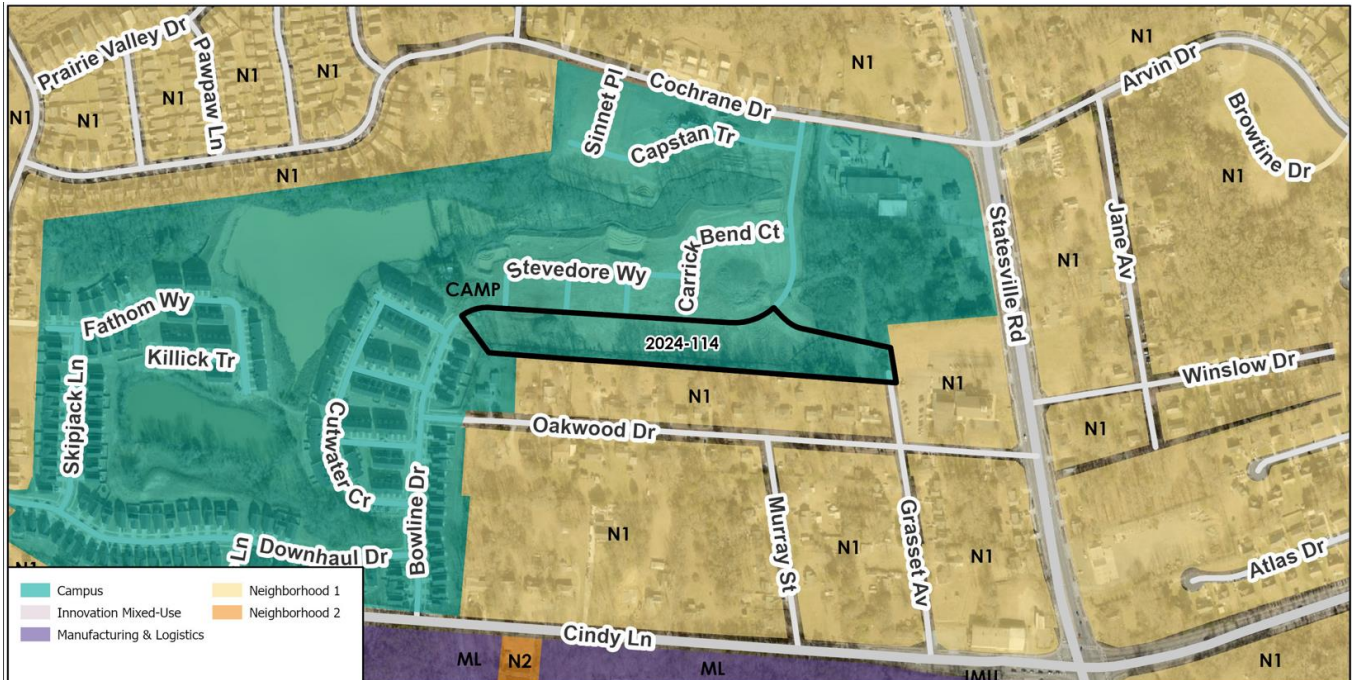 Prairie Valley Dr
Pawpaw Ln
N1
N1
N1
N1
N1
N1
Sinnet Pl
Cochrane Dr
Capstan Tr
N1
N1
Arvin Dr
Browtine Dr
N1
Jane Av
Statesville Rd
N1
Bend Ct
Carrick
Stevedore Wy
CAMP
Fathom Wy
Killick Tr
2024-114
N1
N1
Winslow Dr
N1
Skipjack Ln
Cutwater Cr
Oakwood Dr
Bowline Dr
Murray St
Grasset Av
N1
N1
N1
Atlas Dr
Ln
Downhaul Dr
N1
Campus
Innovation Mixed-Use
Manufacturing & Logistics
Neighborhood 1
Neighborhood 2
Cindy Ln
ML
N2
ML
IMU
N1